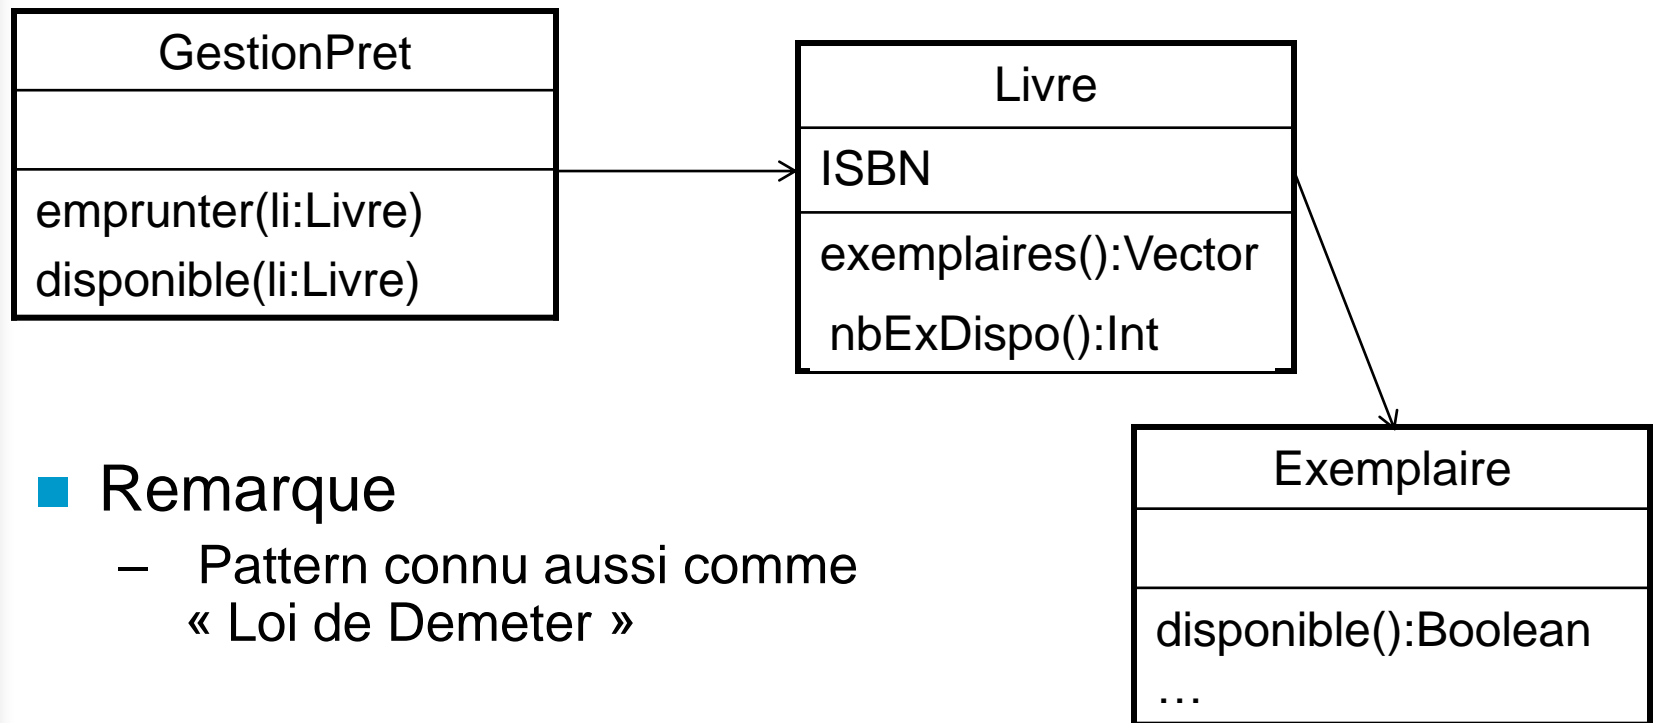 GestionPret
emprunter(li:Livre)
disponible(li:Livre)
Livre
ISBN
exemplaires():Vector
nbExDispo():Int
Remarque
– Pattern connu aussi comme
« Loi de Demeter »
Exemplaire
disponible():Boolean
…